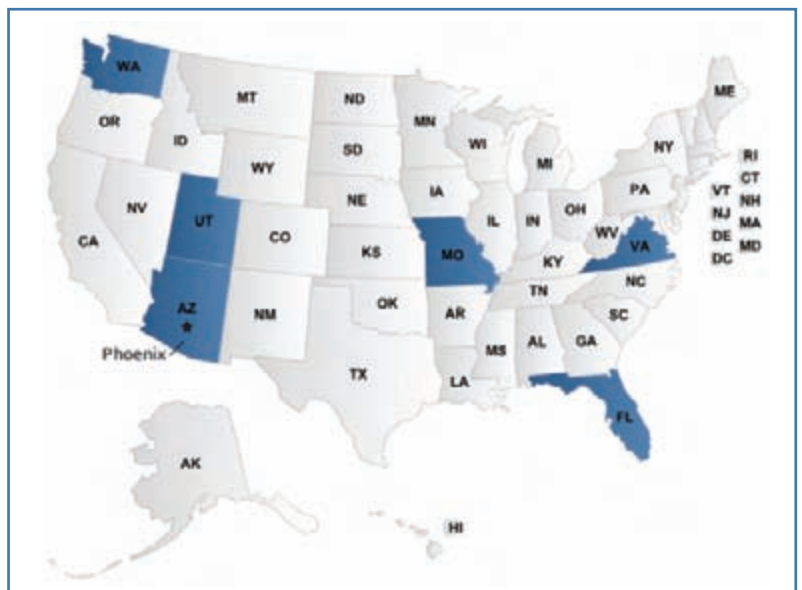 WA
MT
ND
MN
ME
OR
ID
SD
WI
NY
MI
RI
WY
CT
IA
PA
VT
NH
NE
NV
OH
NJ
MA
UT
IL
IN
WV
VA
DE
MD
CO
CA
KS
MO
KY
DC
NC
TN
AZ
OK
NM
AR
SC
Phoenix
MS
AL
GA
TX
LA
FL
AK
HI